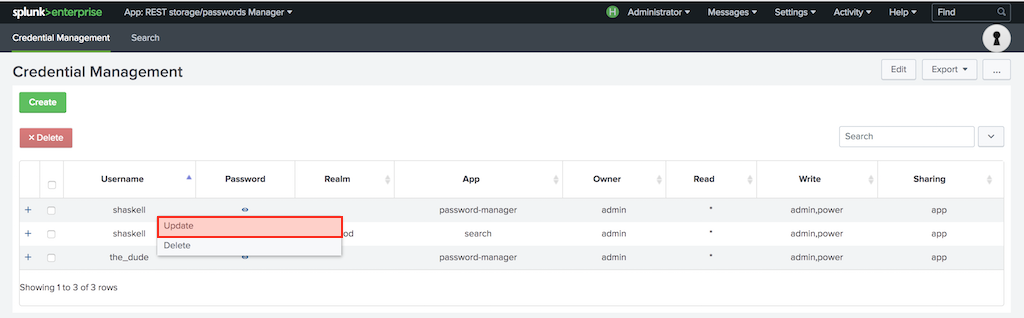 splunk>enterprise App: REST storage/passwords Manager H Administrator Messages Settings Activity Help Find
Credential Management Search
Credential Management Edit Export ...
Create
× Delete Search
Username Password Realm App Owner Read Write Sharing
+ shaskell password-manager admin * admin,power app
Update
+ shaskell od search admin * admin,power app
Delete
+ the_dude password-manager admin * admin,power app
Showing 1 to 3 of 3 rows